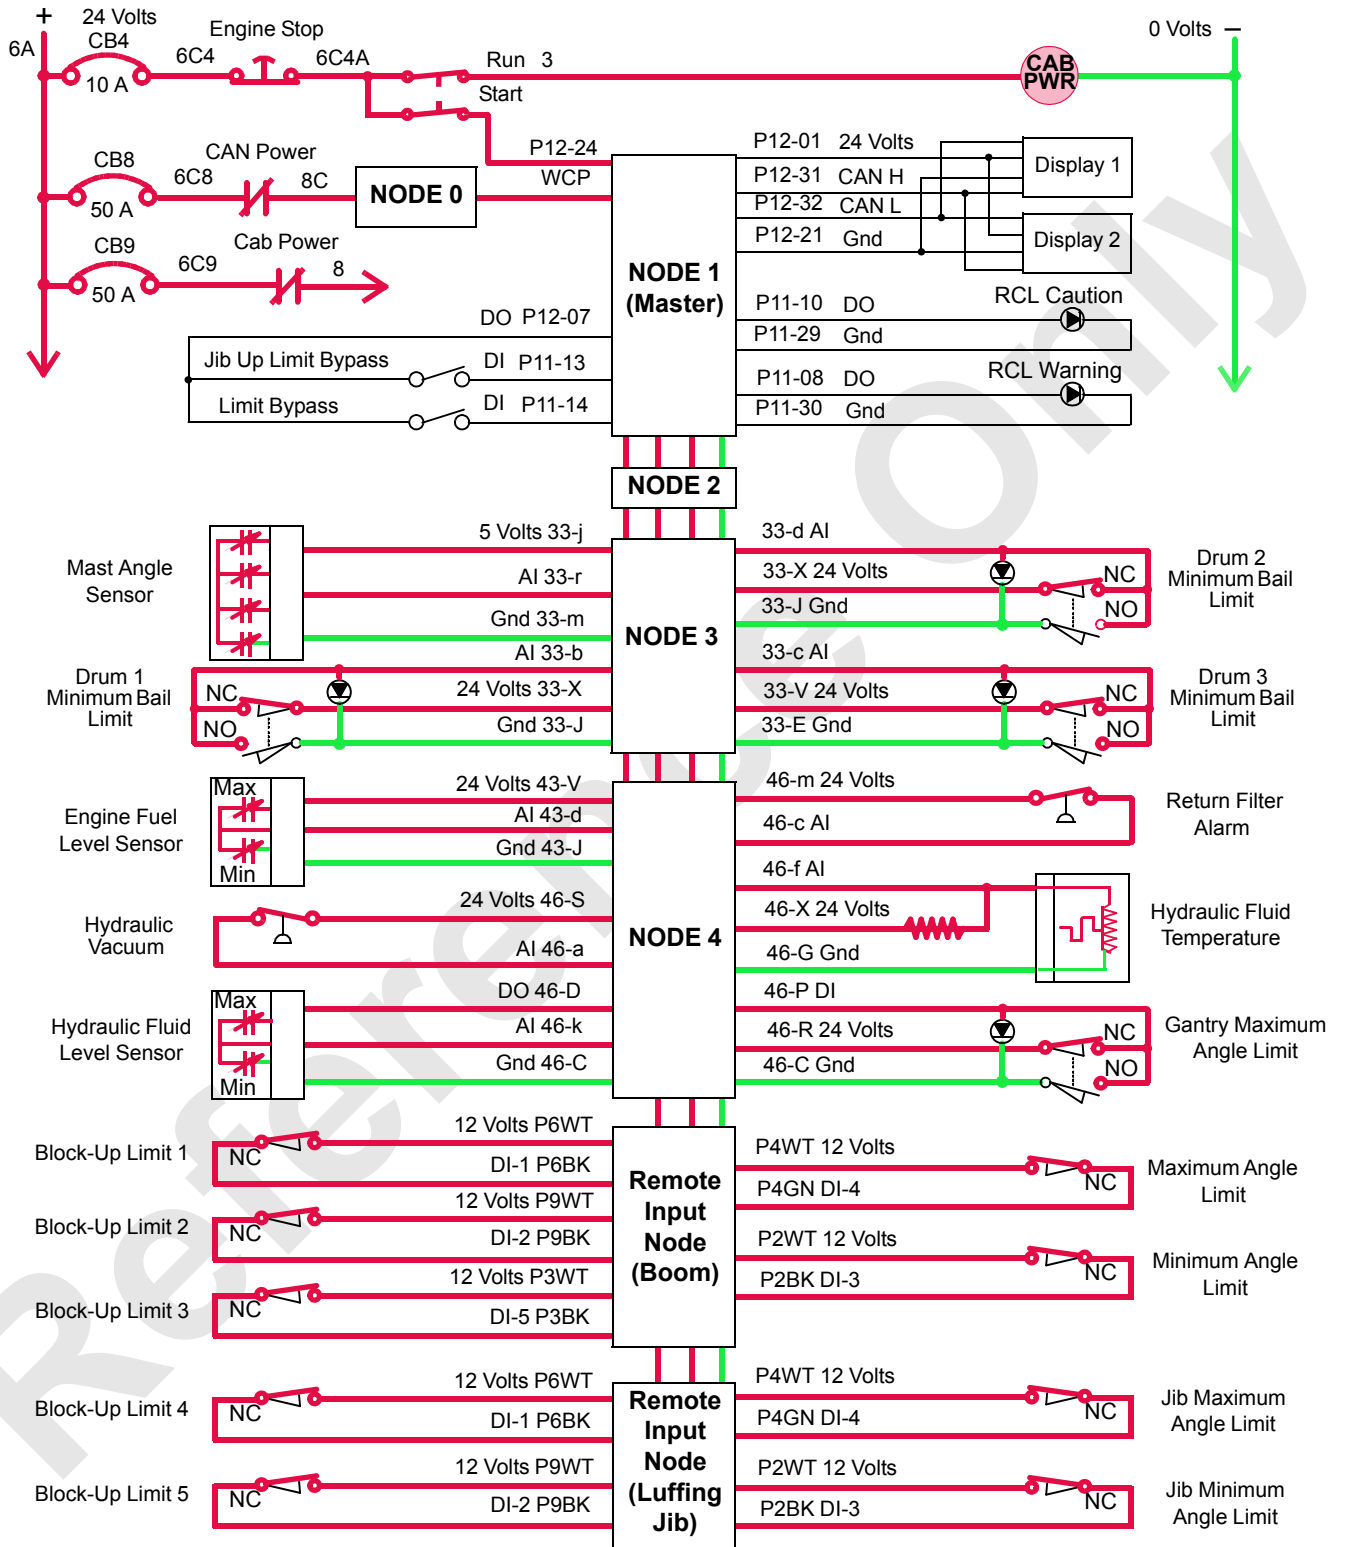 + 24 Volts
6A
CB4
10 A
6C4
Engine Stop
6C4A
Run 3
Start
CAB
PWR
0 Volts −
CB8
50 A
6C8
CAN Power
8C
NODE 0
P12-24
WCP
CB9
50 A
6C9
Cab Power
8
NODE 1
(Master)
P12-01 24 Volts
P12-31 CAN H
P12-32 CAN L
P12-21 Gnd
Display 1
Display 2
DO P12-07
Jib Up Limit Bypass
DI P11-13
Limit Bypass
DI P11-14
RCL Caution
P11-10 DO
P11-29 Gnd
RCL Warning
P11-08 DO
P11-30 Gnd
NODE 2
Mast Angle
Sensor
5 Volts 33-j
AI 33-r
Gnd 33-m
NODE 3
33-d AI
33-X 24 Volts
33-J Gnd
NC
NO
Drum 2
Minimum Bail
Limit
Drum 1
Minimum Bail
Limit
NC
NO
AI 33-b
24 Volts 33-X
Gnd 33-J
33-c AI
33-V 24 Volts
33-E Gnd
NC
NO
Drum 3
Minimum Bail
Limit
Engine Fuel
Level Sensor
Max
Min
24 Volts 43-V
AI 43-d
Gnd 43-J
NODE 4
46-m 24 Volts
46-c AI
Return Filter
Alarm
Hydraulic
Vacuum
24 Volts 46-S
AI 46-a
46-f AI
46-X 24 Volts
46-G Gnd
Hydraulic Fluid
Temperature
Hydraulic Fluid
Level Sensor
Max
Min
DO 46-D
AI 46-k
Gnd 46-C
46-P DI
46-R 24 Volts
46-C Gnd
NC
NO
Gantry Maximum
Angle Limit
Block-Up Limit 1
NC
12 Volts P6WT
DI-1 P6BK
Block-Up Limit 2
NC
12 Volts P9WT
DI-2 P9BK
Block-Up Limit 3
NC
12 Volts P3WT
DI-5 P3BK
Remote
Input
Node
(Boom)
P4WT 12 Volts
P4GN DI-4
NC
Maximum Angle
Limit
P2WT 12 Volts
P2BK DI-3
NC
Minimum Angle
Limit
Block-Up Limit 4
NC
12 Volts P6WT
DI-1 P6BK
Block-Up Limit 5
NC
12 Volts P9WT
DI-2 P9BK
Remote
Input
Node
(Luffing
Jib)
P4WT 12 Volts
P4GN DI-4
NC
Jib Maximum
Angle Limit
P2WT 12 Volts
P2BK DI-3
NC
Jib Minimum
Angle Limit
Reference Only